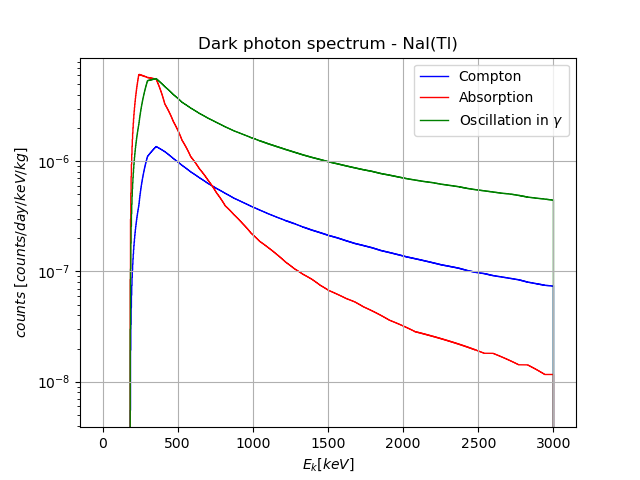 Dark photon spectrum - NaI(Tl)
Compton
Absorption
Oscillation in γ
counts [counts/day/keV/kg]
10⁻⁶
10⁻⁷
10⁻⁸
0 500 1000 1500 2000 2500 3000
E_k[keV]